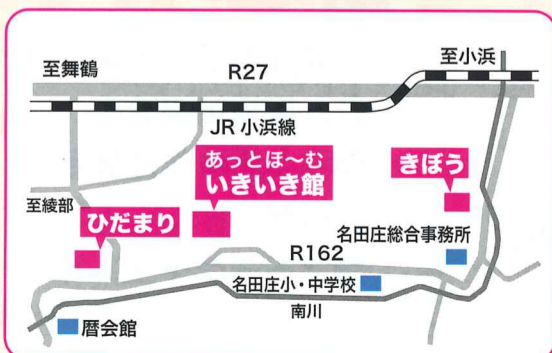 至舞鶴
R27
至小浜
JR 小浜線
あっとほ～む
いきいき館
きぼう
至綾部
ひだまり
名田庄総合事務所
R162
名田庄小・中学校
南川
暦会館